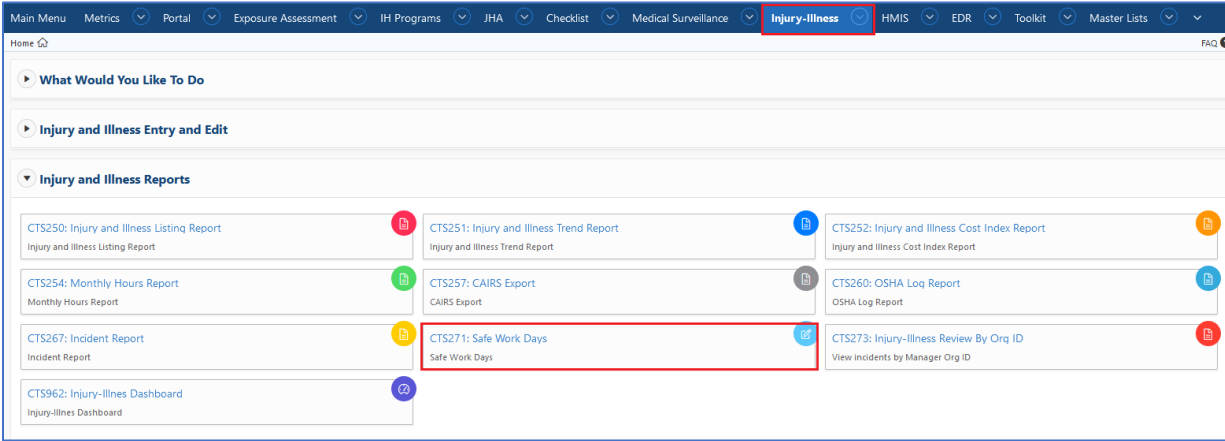 Main Menu Metrics Portal Exposure Assessment IH Programs JHA Checklist Medical Surveillance Injury-Illness HMIS EDR Toolkit Master Lists
Home FAQ
What Would You Like To Do
Injury and Illness Entry and Edit
Injury and Illness Reports
CTS250: Injury and Illness Listing Report CTS251: Injury and Illness Trend Report CTS252: Injury and Illness Cost Index Report
Injury and Illness Listing Report Injury and Illness Trend Report Injury and Illness Cost Index Report
CTS254: Monthly Hours Report CTS257: CAIRS Export CTS260: OSHA Log Report
Monthly Hours Report CAIRS Export OSHA Log Report
CTS267: Incident Report CTS271: Safe Work Days CTS273: Injury-Illness Review By Org ID
Incident Report Safe Work Days View incidents by Manager Org ID
CTS962: Injury-Illnes Dashboard
Injury-Illnes Dashboard